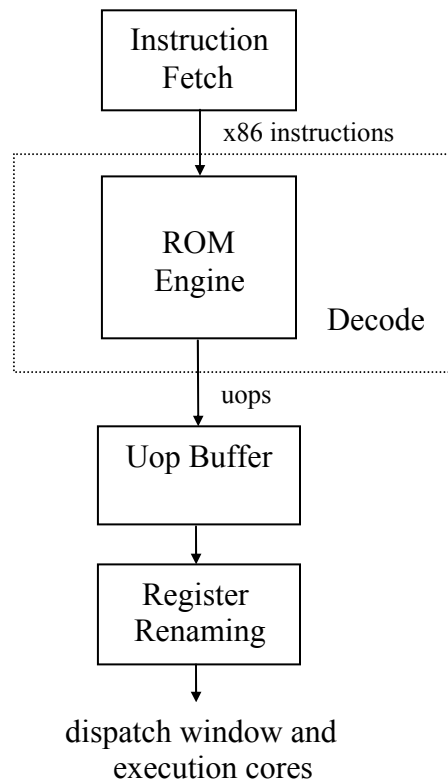 Instruction
Fetch
x86 instructions
ROM
Engine
Decode
uops
Uop Buffer
Register
Renaming
dispatch window and
execution cores